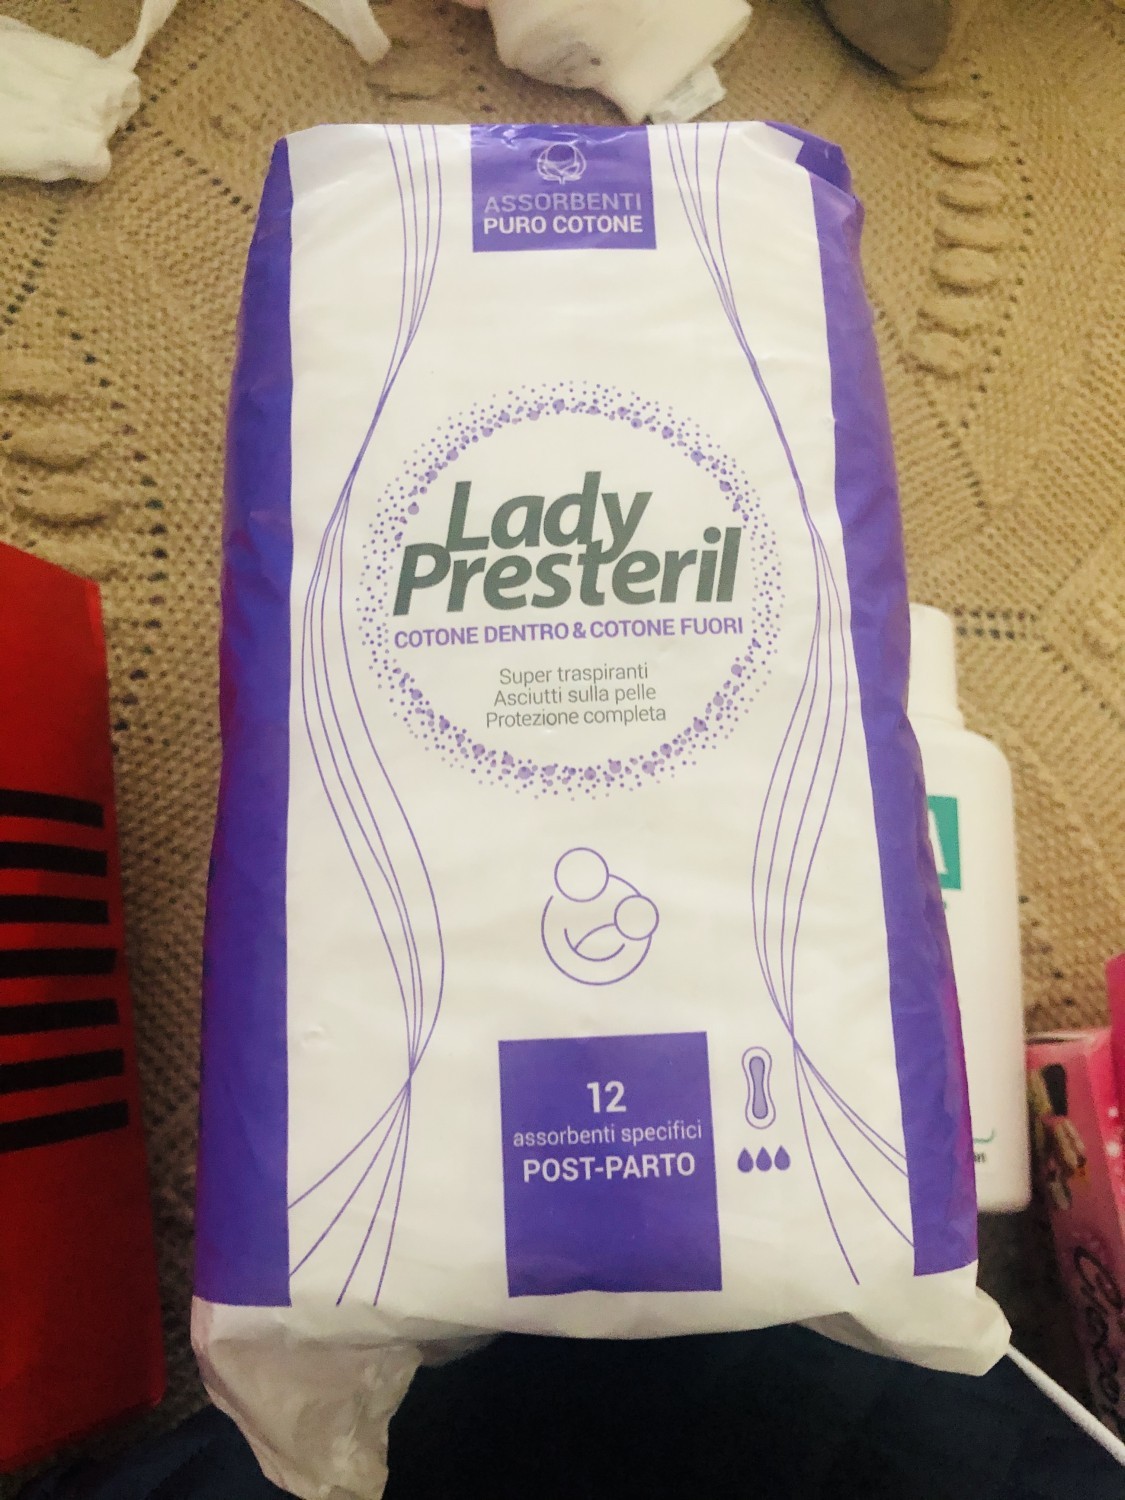 ASSORBENTI
PURO COTONE
Lady
Presteril
COTONE DENTRO & COTONE FUORI
Super traspiranti
Asciutti sulla pelle
Protezione completa
12
assorbenti specifici
POST-PARTO